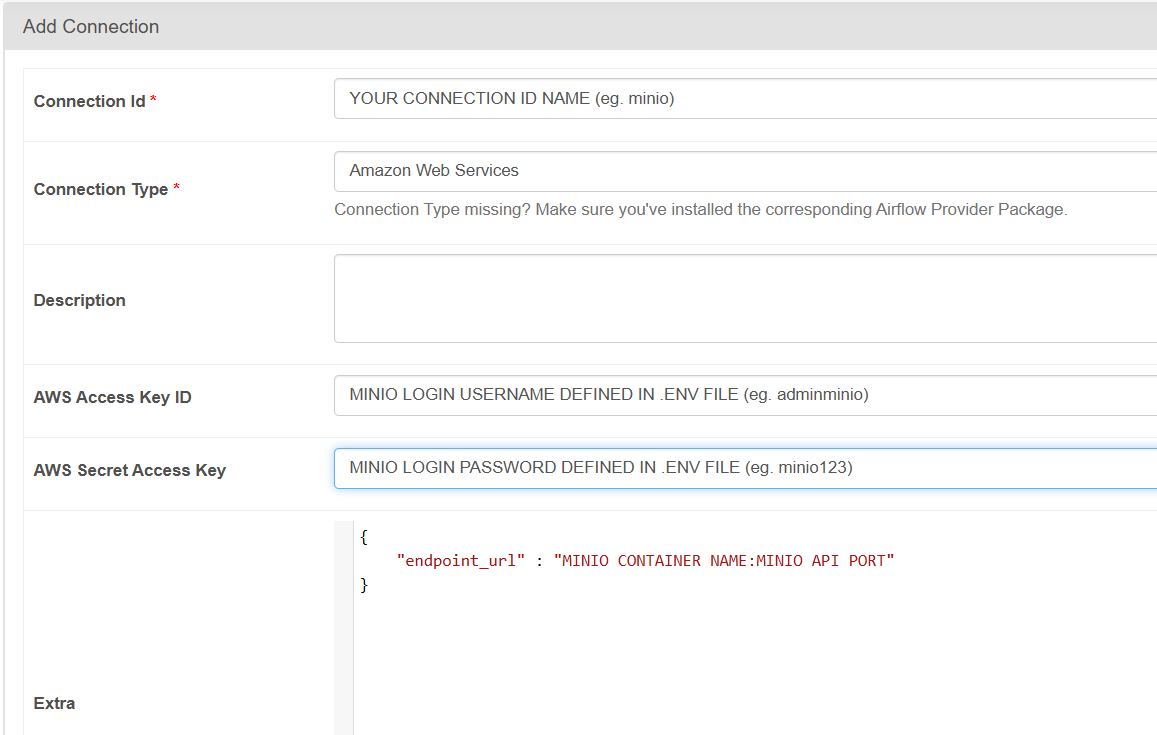 Add Connection
Connection Id *
YOUR CONNECTION ID NAME (eg. minio)
Connection Type *
Amazon Web Services
Connection Type missing? Make sure you've installed the corresponding Airflow Provider Package.
Description
AWS Access Key ID
MINIO LOGIN USERNAME DEFINED IN .ENV FILE (eg. adminminio)
AWS Secret Access Key
MINIO LOGIN PASSWORD DEFINED IN .ENV FILE (eg. minio123)
Extra
{
"endpoint_url" : "MINIO CONTAINER NAME:MINIO API PORT"
}